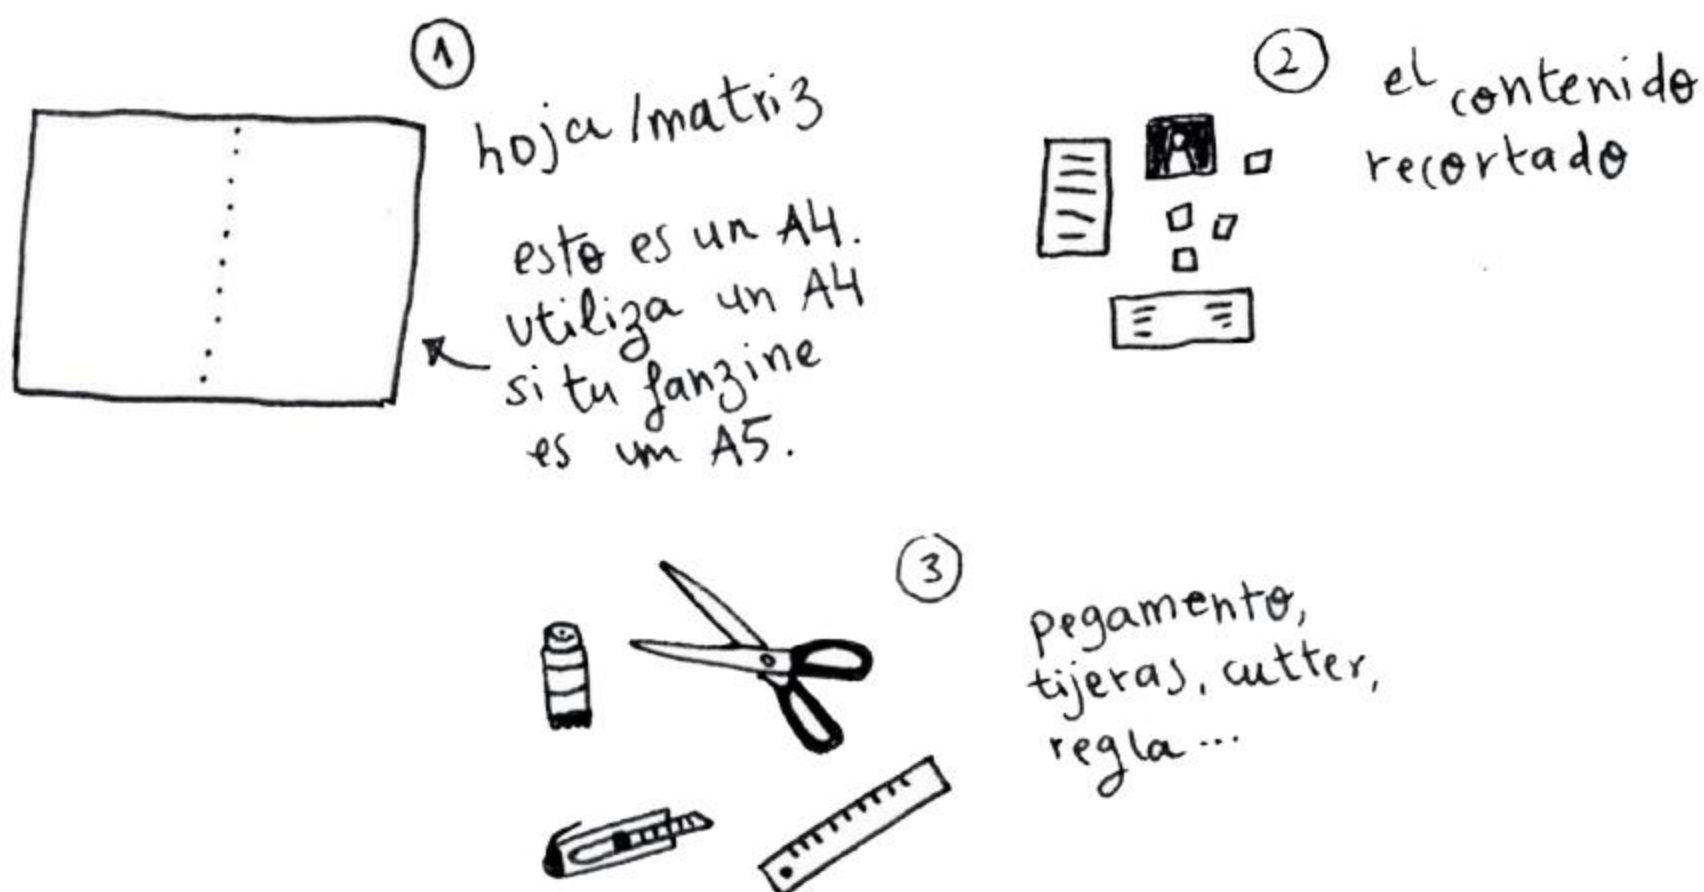 1
hoja/matriz
esto es un A4.
utiliza un A4
si tu fanzine
es um A5.
2
el contenido
recortado
3
pegamento,
tijeras, cutter,
regla...